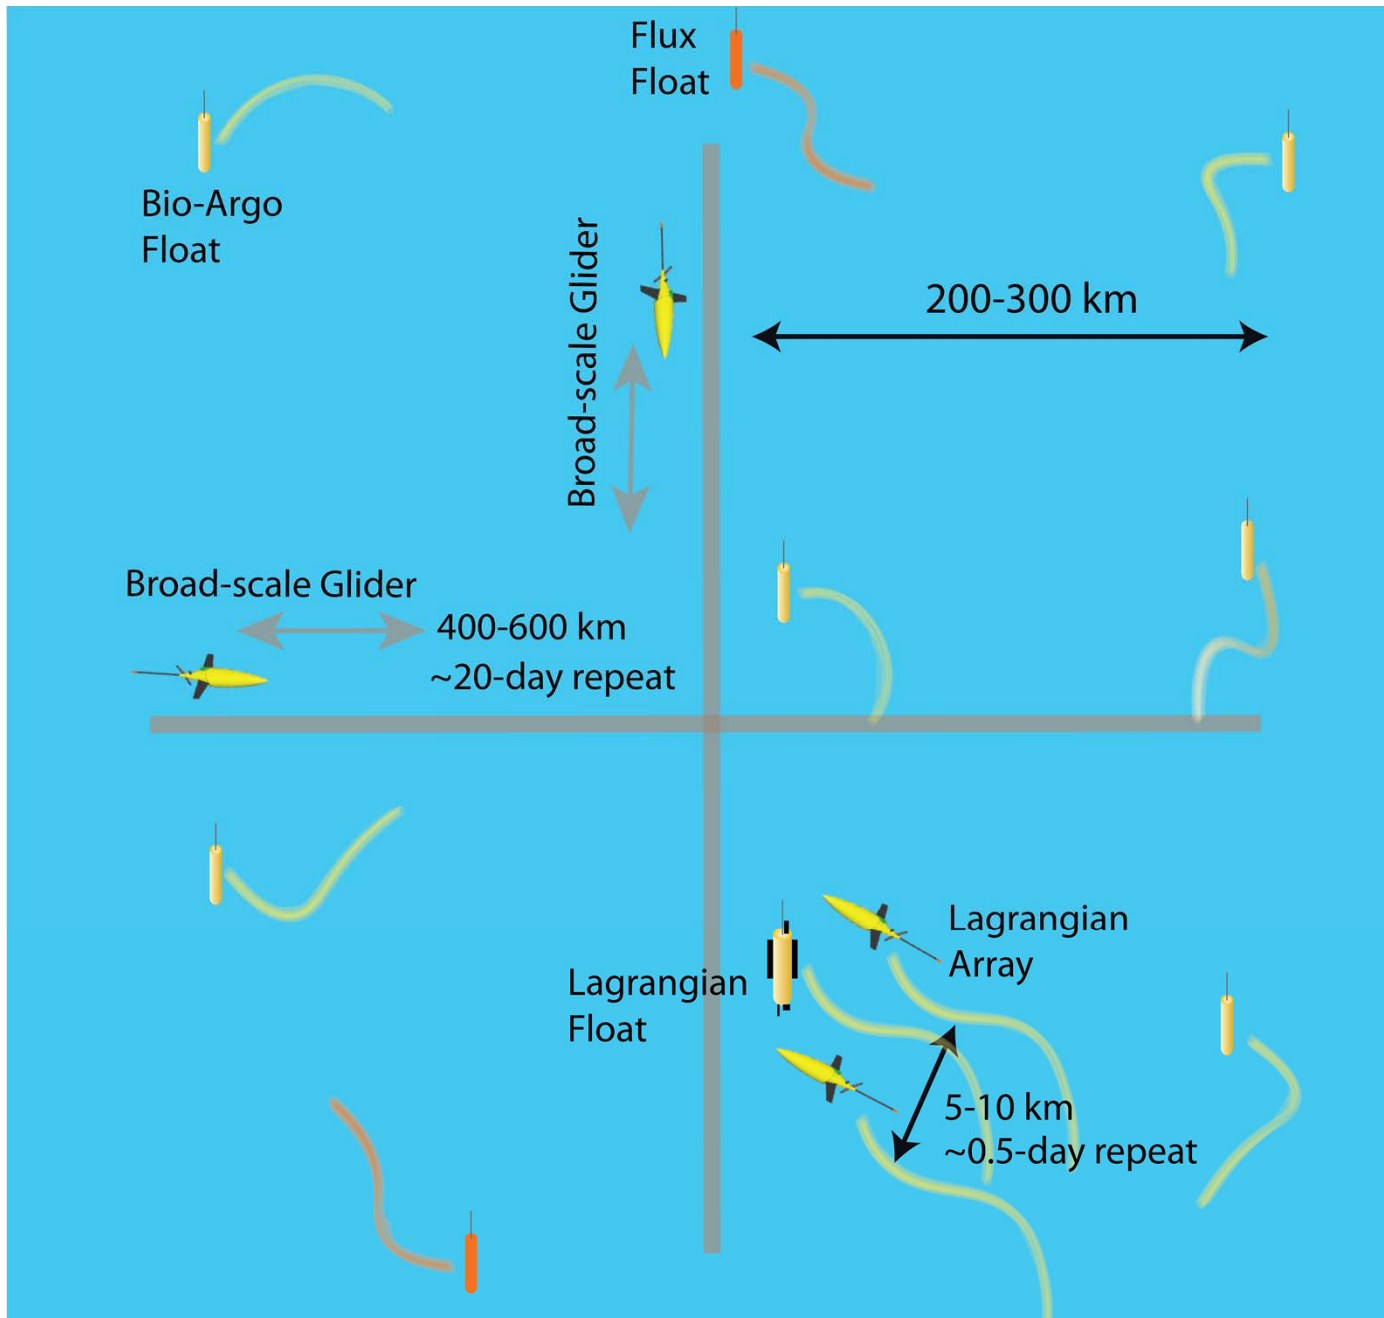 Flux
Float
Bio-Argo
Float
Broad-scale Glider
200-300 km
Broad-scale Glider
400-600 km
~20-day repeat
Lagrangian
Array
Lagrangian
Float
5-10 km
~0.5-day repeat